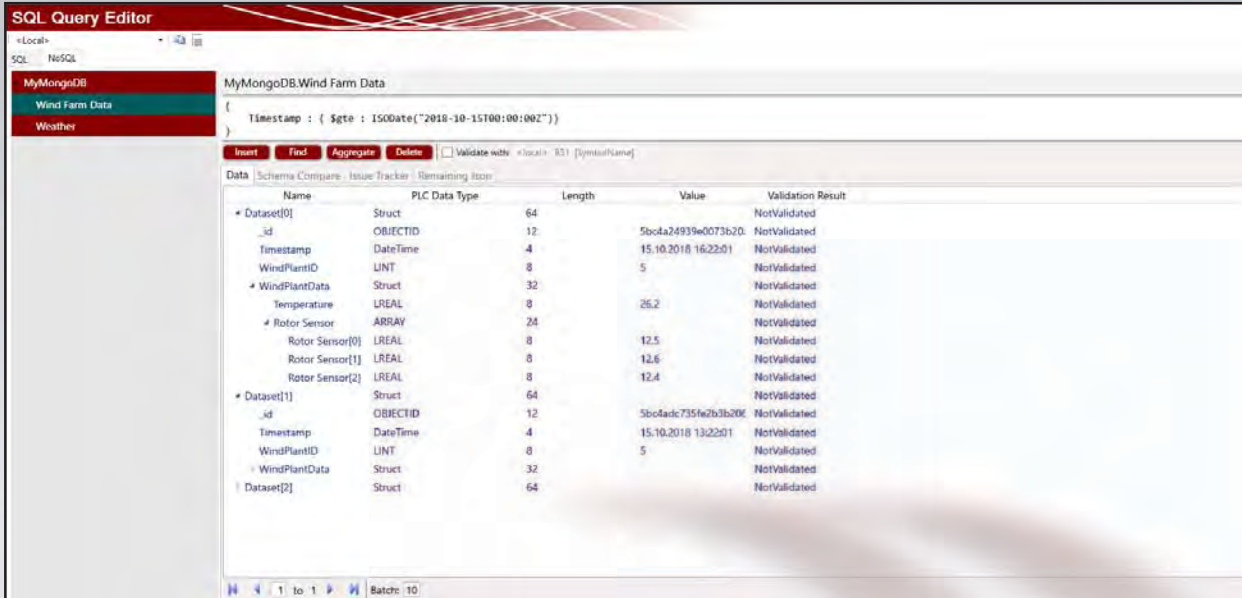 SQL Query Editor
<Local>
SQL NoSQL
MyMongoDB
Wind Farm Data
Weather
MyMongoDB.Wind Farm Data
{
Timestamp : { $gte : ISODate("2018-10-15T00:00:00Z")}
}
Insert Find Aggregate Delete Validate with: <local> 851 [SymbolName]
Data Schema Compare Issue Tracker Remaining Json
Name PLC Data Type Length Value Validation Result
Dataset[0] Struct 64 NotValidated
_id OBJECTID 12 NotValidated
Timestamp DateTime 4 15.10.2018 16:22:01 NotValidated
WindPlantID LINT 8 5 NotValidated
WindPlantData Struct 32 NotValidated
Temperature LREAL 8 26.2 NotValidated
Rotor Sensor ARRAY 24 NotValidated
Rotor Sensor[0] LREAL 8 12.5 NotValidated
Rotor Sensor[1] LREAL 8 12.6 NotValidated
Rotor Sensor[2] LREAL 8 12.4 NotValidated
Dataset[1] Struct 64 NotValidated
_id OBJECTID 12 NotValidated
Timestamp DateTime 4 15.10.2018 13:22:01 NotValidated
WindPlantID LINT 8 5 NotValidated
WindPlantData Struct 32 NotValidated
Dataset[2] Struct 64 NotValidated
1 to 1 Batch: 10